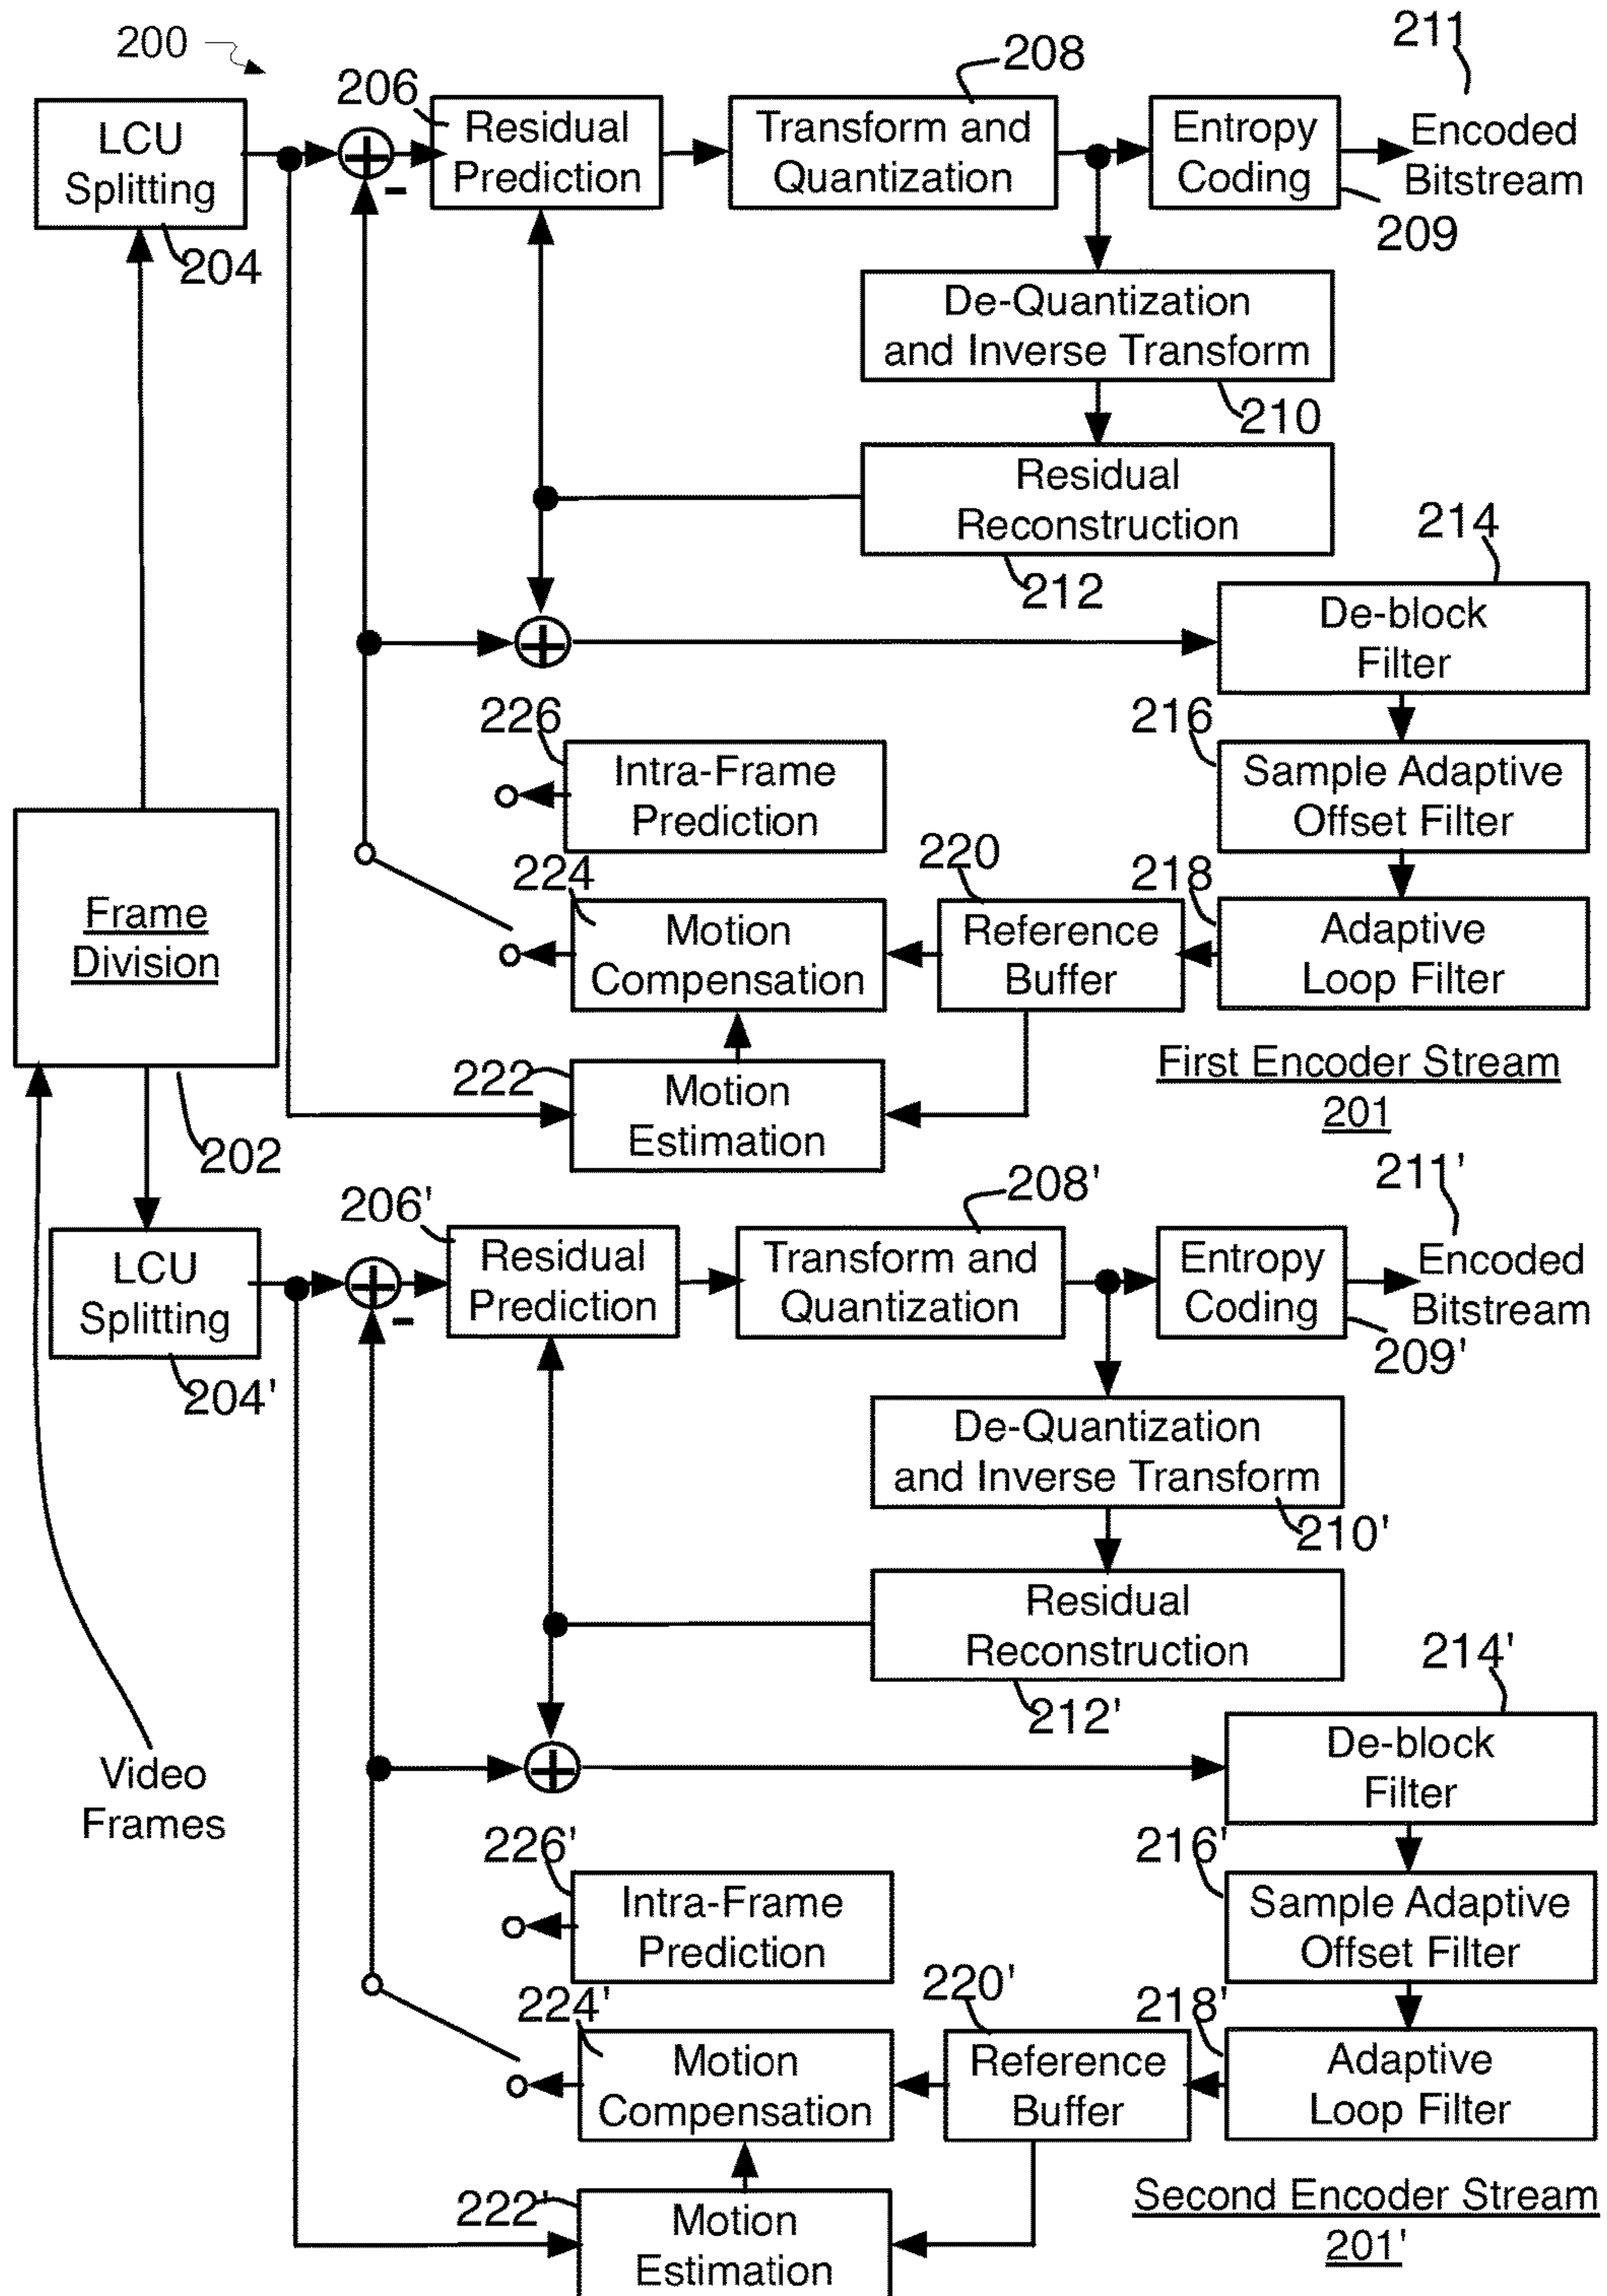 200
LCU
Splitting
204
206
Residual
Prediction
208
Transform and
Quantization
Entropy
Coding
209
211
Encoded
Bitstream
-
De-Quantization
and Inverse Transform
210
Residual
Reconstruction
212
214
De-block
Filter
226
Intra-Frame
Prediction
216
Sample Adaptive
Offset Filter
Frame
Division
202
224
Motion
Compensation
220
Reference
Buffer
218
Adaptive
Loop Filter
222
Motion
Estimation
First Encoder Stream
201
LCU
Splitting
204'
206'
Residual
Prediction
208'
Transform and
Quantization
Entropy
Coding
209'
211'
Encoded
Bitstream
-
De-Quantization
and Inverse Transform
210'
Residual
Reconstruction
212'
214'
De-block
Filter
Video
Frames
226'
Intra-Frame
Prediction
216'
Sample Adaptive
Offset Filter
224'
Motion
Compensation
220'
Reference
Buffer
218'
Adaptive
Loop Filter
222'
Motion
Estimation
Second Encoder Stream
201'